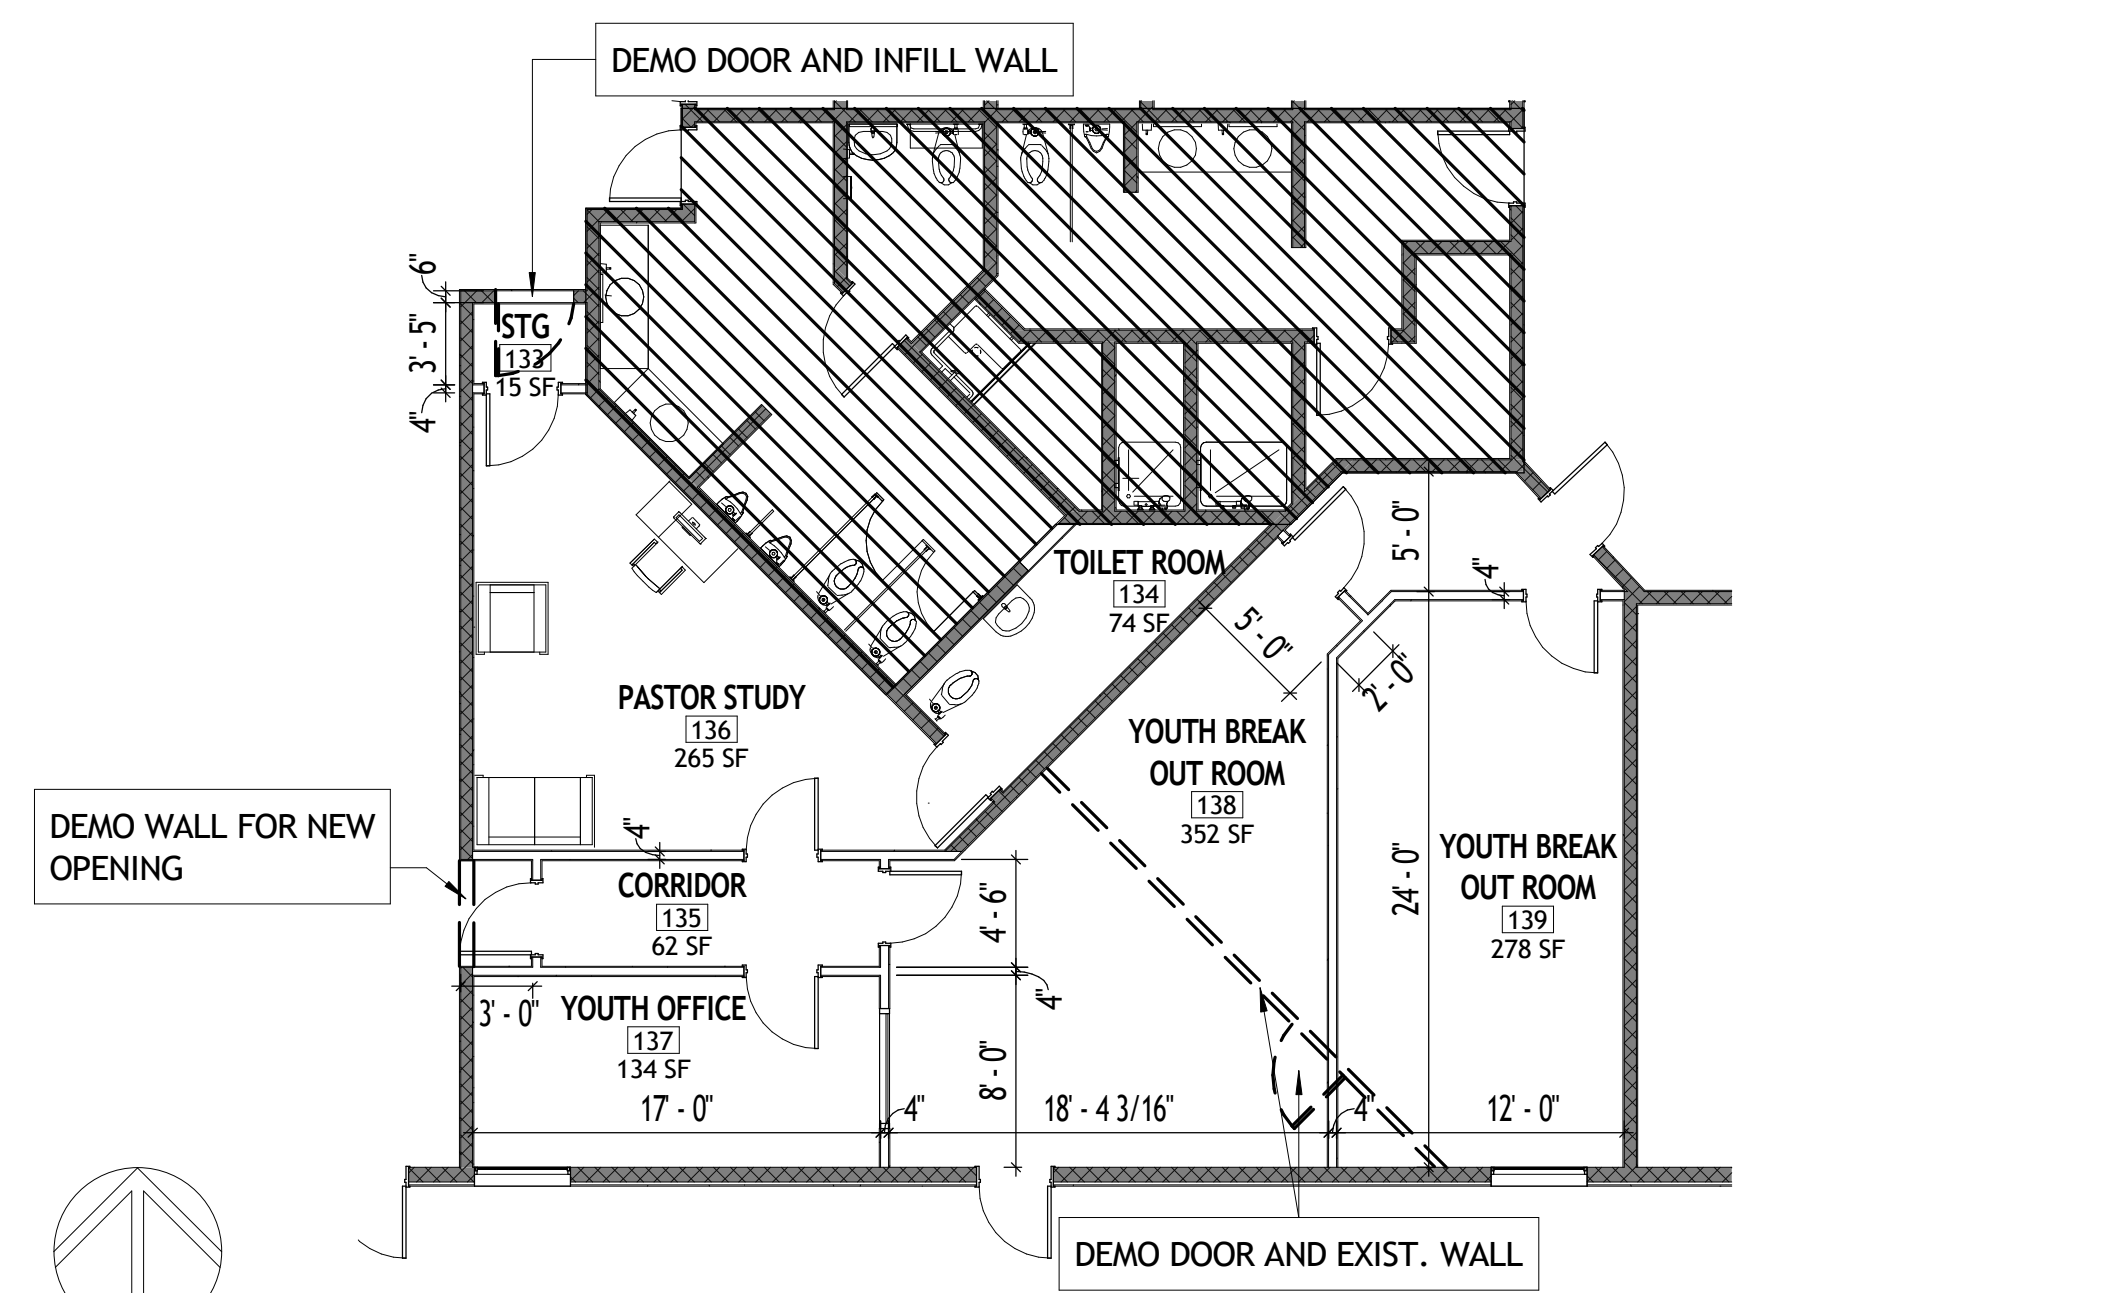 DEMO DOOR AND INFILL WALL
6"
3' - 5"
4"
STG
133
15 SF
TOILET ROOM
134
74 SF
5' - 0"
4"
5' - 0"
2' - 0"
PASTOR STUDY
136
265 SF
YOUTH BREAK
OUT ROOM
138
352 SF
DEMO WALL FOR NEW
OPENING
4"
CORRIDOR
135
62 SF
4' - 6"
4"
24' - 0"
YOUTH BREAK
OUT ROOM
139
278 SF
3' - 0"
YOUTH OFFICE
137
134 SF
8' - 0"
17' - 0"
4"
18' - 4 3/16"
4"
12' - 0"
DEMO DOOR AND EXIST. WALL